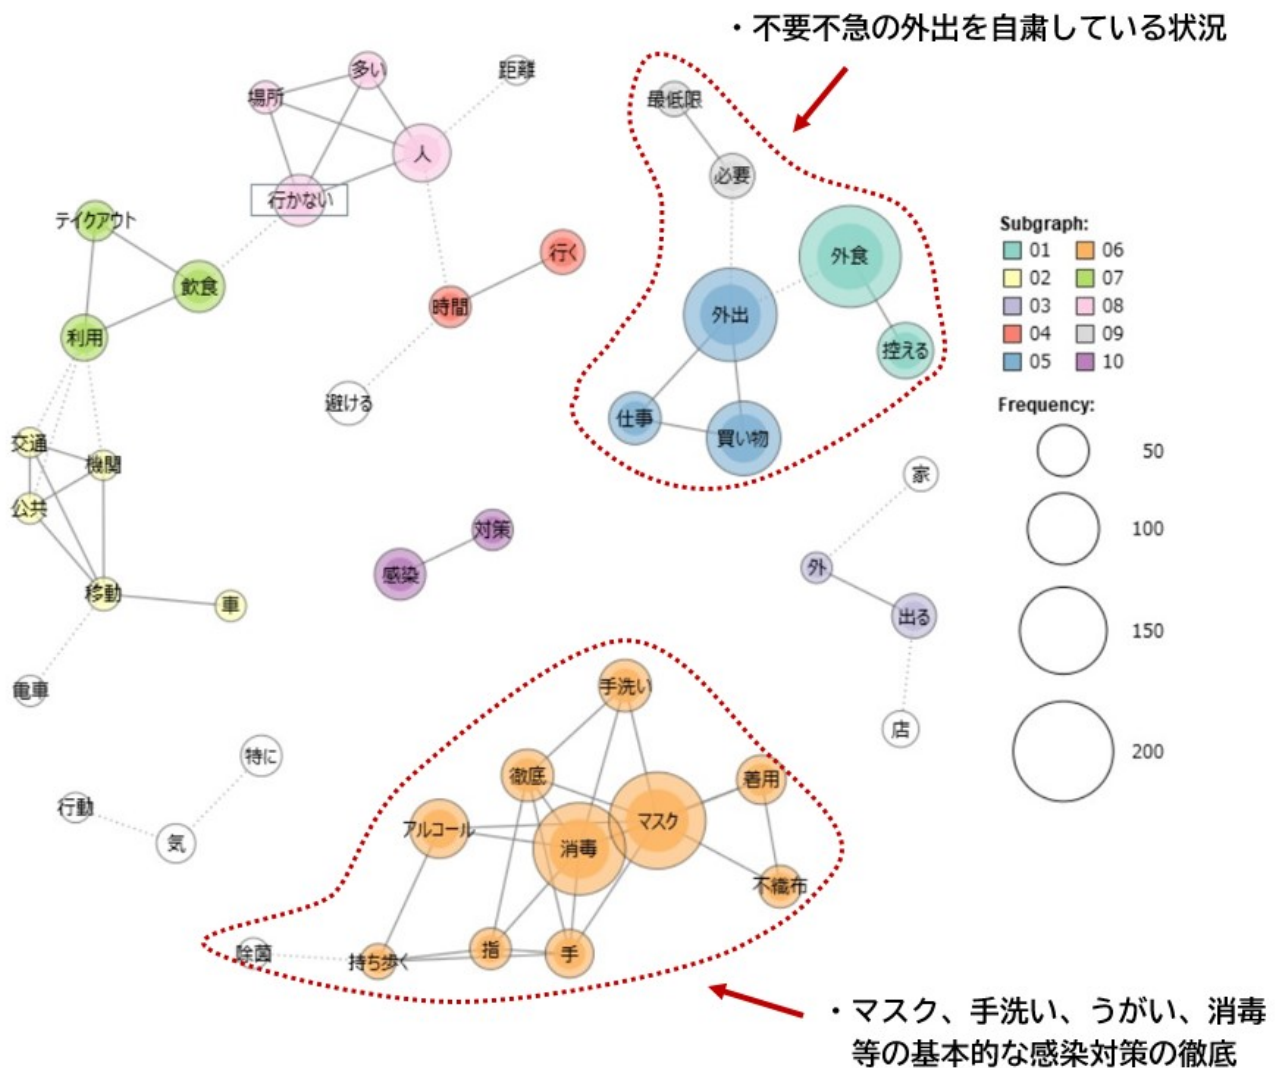 ・不要不急の外出を自粛している状況
多い
距離
場所
最低限
人
必要
行かない
テイクアウト
行く
外食
飲食
時間
外出
利用
控える
避ける
仕事
買い物
交通
機関
公共
家
対策
外
感染
移動
車
出る
電車
手洗い
店
特に
徹底
着用
行動
アルコール
マスク
気
消毒
不織布
除菌
持ち歩く
指
手
Subgraph:
01 06
02 07
03 08
04 09
05 10
Frequency:
50
100
150
200
・マスク、手洗い、うがい、消毒
等の基本的な感染対策の徹底